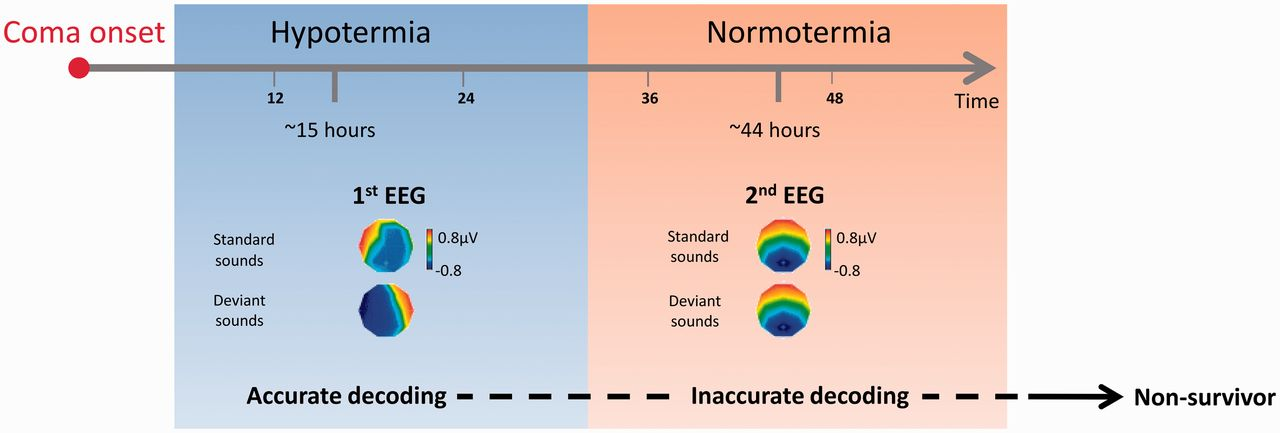 Coma onset
Hypotermia
Normotermia
12
24
36
48
Time
~15 hours
~44 hours
1st EEG
2nd EEG
Standard
sounds
0.8µV
-0.8
Standard
sounds
0.8µV
-0.8
Deviant
sounds
Deviant
sounds
Accurate decoding
Inaccurate decoding
Non-survivor